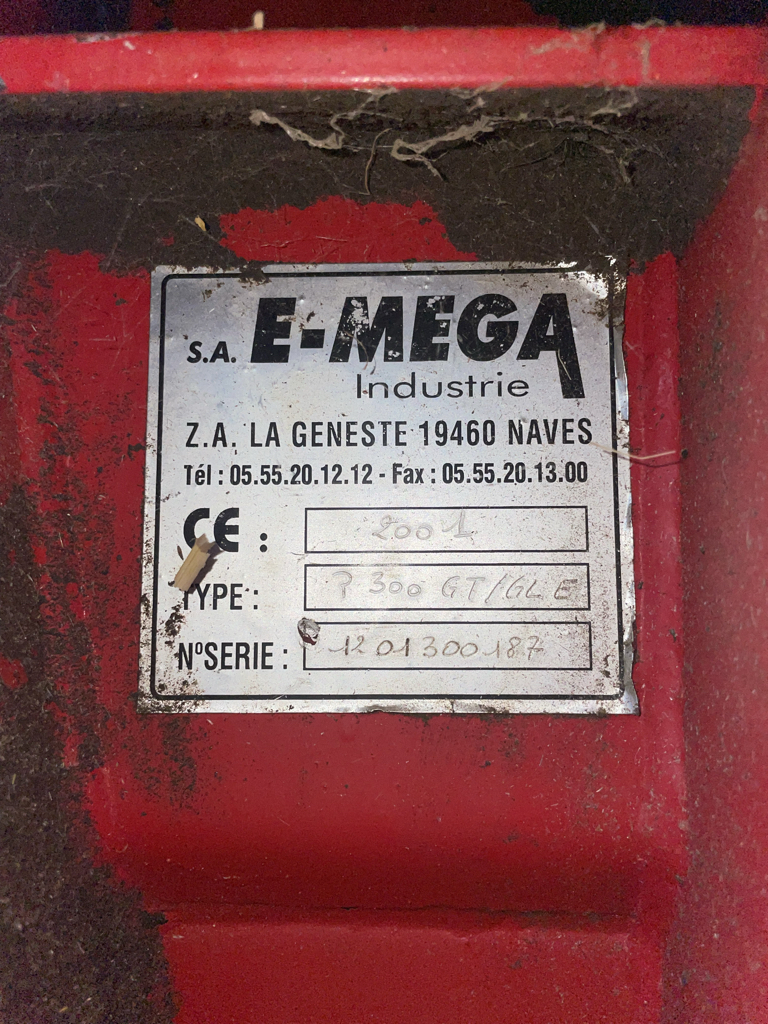 S.A. E-MEGA
Industrie
Z.A. LA GENESTE 19460 NAVES
Tél : 05.55.20.12.12 - Fax : 05.55.20.13.00
CE : 2001
TYPE : P 300 GT/GLE
N°SERIE : 1201300187